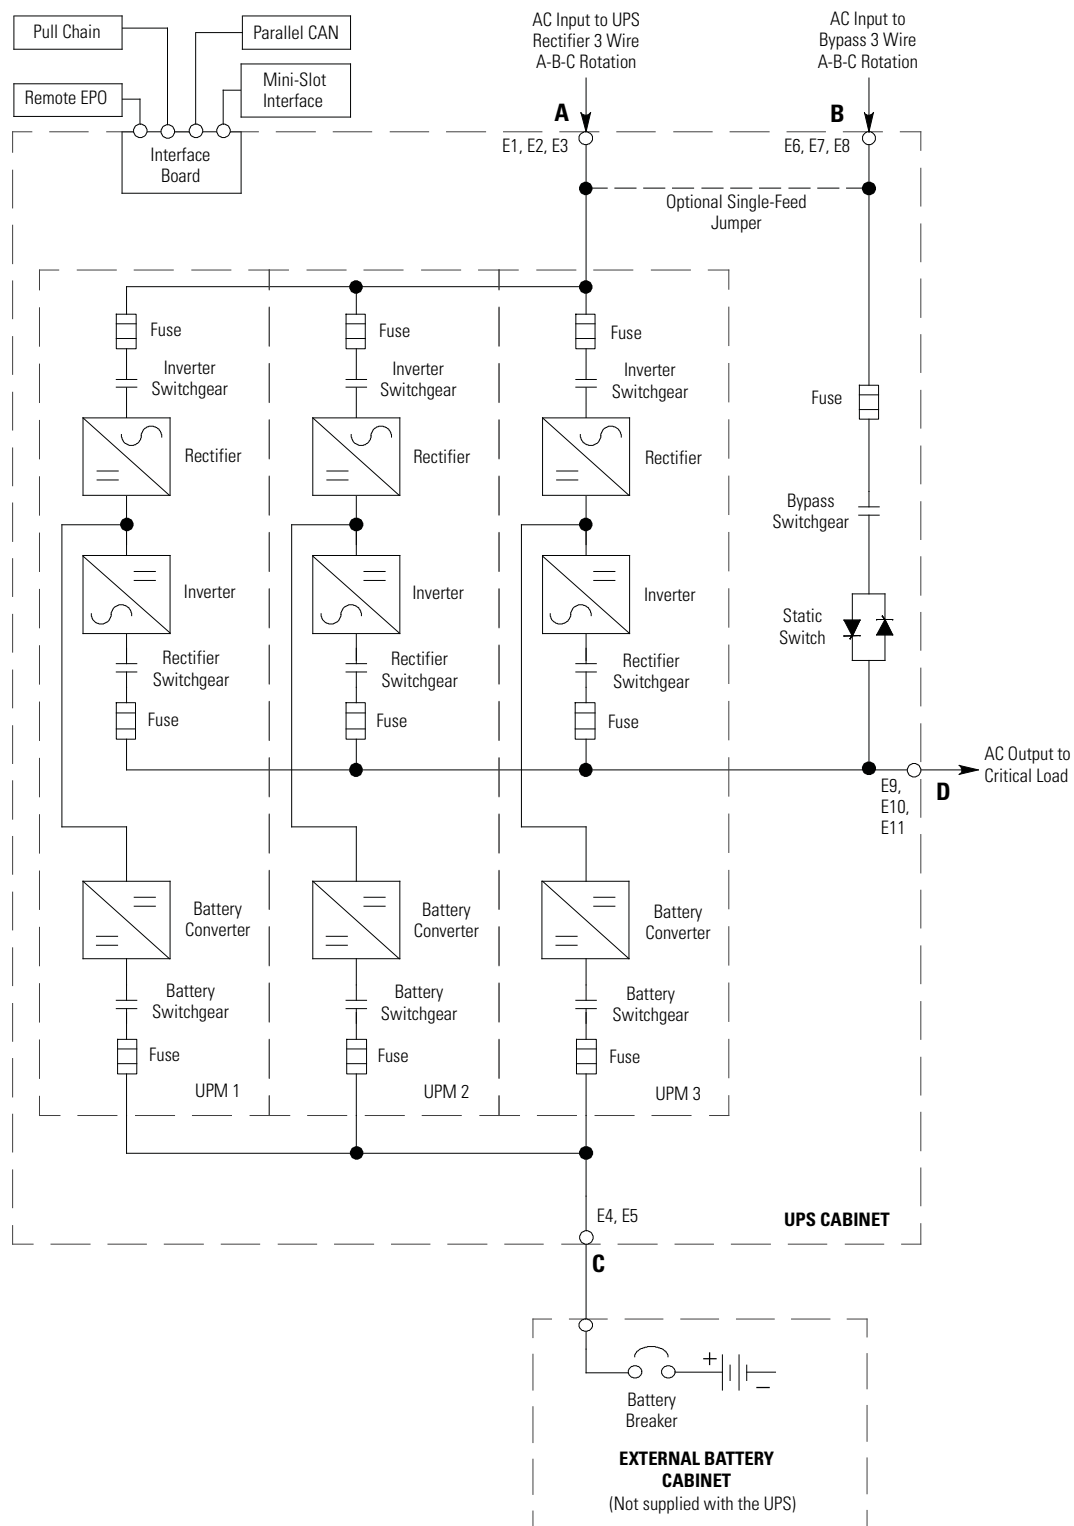 Pull Chain
Parallel CAN
Remote EPO
Mini-Slot
Interface
Interface
Board
AC Input to UPS
Rectifier 3 Wire
A-B-C Rotation
AC Input to
Bypass 3 Wire
A-B-C Rotation
A
B
E1, E2, E3
E6, E7, E8
Optional Single-Feed
Jumper
Fuse
Fuse
Fuse
Inverter
Switchgear
Inverter
Switchgear
Inverter
Switchgear
Fuse
Rectifier
Rectifier
Rectifier
Bypass
Switchgear
Inverter
Inverter
Inverter
Static
Switch
Rectifier
Switchgear
Rectifier
Switchgear
Rectifier
Switchgear
Fuse
Fuse
Fuse
AC Output to
Critical Load
E9,
E10,
E11
D
Battery
Converter
Battery
Converter
Battery
Converter
Battery
Switchgear
Battery
Switchgear
Battery
Switchgear
Fuse
Fuse
Fuse
UPM 1
UPM 2
UPM 3
E4, E5
UPS CABINET
C
+
–
Battery
Breaker
EXTERNAL BATTERY
CABINET
(Not supplied with the UPS)